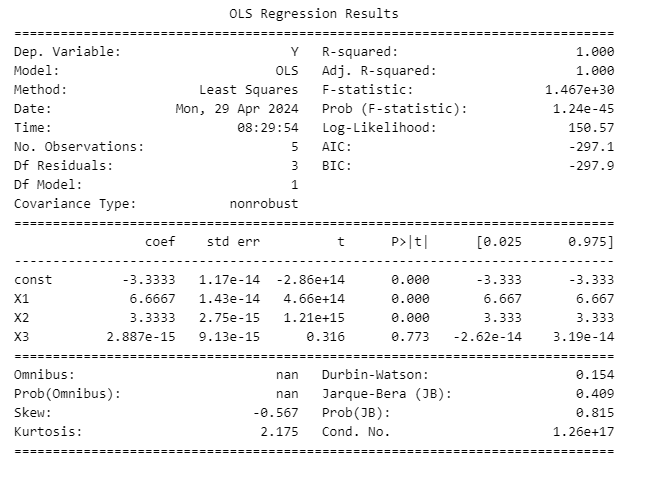 OLS Regression Results
==============================================================================
Dep. Variable: Y R-squared: 1.000
Model: OLS Adj. R-squared: 1.000
Method: Least Squares F-statistic: 1.467e+30
Date: Mon, 29 Apr 2024 Prob (F-statistic): 1.24e-45
Time: 08:29:54 Log-Likelihood: 150.57
No. Observations: 5 AIC: -297.1
Df Residuals: 3 BIC: -297.9
Df Model: 1
Covariance Type: nonrobust
==============================================================================
coef std err t P>|t| [0.025 0.975]
------------------------------------------------------------------------------
const -3.3333 1.17e-14 -2.86e+14 0.000 -3.333 -3.333
X1 6.6667 1.43e-14 4.66e+14 0.000 6.667 6.667
X2 3.3333 2.75e-15 1.21e+15 0.000 3.333 3.333
X3 2.887e-15 9.13e-15 0.316 0.773 -2.62e-14 3.19e-14
==============================================================================
Omnibus: nan Durbin-Watson: 0.154
Prob(Omnibus): nan Jarque-Bera (JB): 0.409
Skew: -0.567 Prob(JB): 0.815
Kurtosis: 2.175 Cond. No. 1.26e+17
==============================================================================